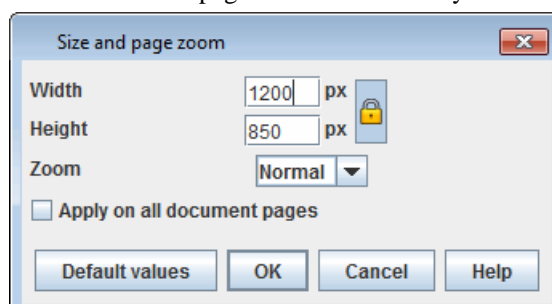 Size and page zoom
Width 1200 px
Height 850 px
Zoom Normal
Apply on all document pages
Default values OK Cancel Help